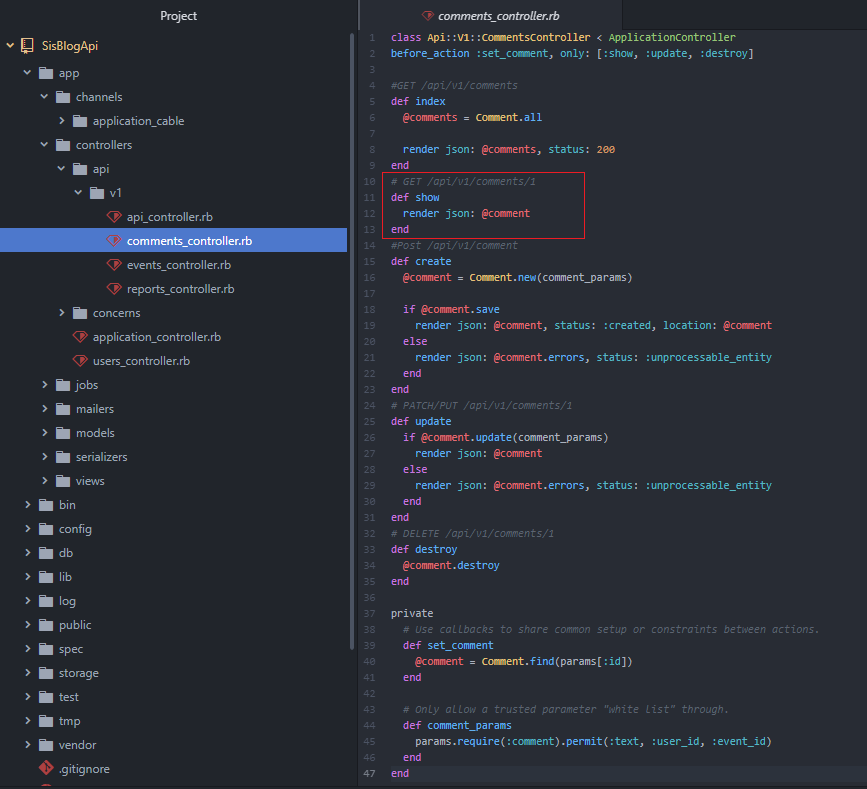 Project
SisBlogApi
app
channels
application_cable
controllers
api
v1
api_controller.rb
comments_controller.rb
events_controller.rb
reports_controller.rb
concerns
application_controller.rb
users_controller.rb
jobs
mailers
models
serializers
views
bin
config
db
lib
log
public
spec
storage
test
tmp
vendor
.gitignore
comments_controller.rb
1 class Api::V1::CommentsController < ApplicationController
2 before_action :set_comment, only: [:show, :update, :destroy]
3
4 #GET /api/v1/comments
5 def index
6   @comments = Comment.all
7
8   render json: @comments, status: 200
9 end
10 # GET /api/v1/comments/1
11 def show
12   render json: @comment
13 end
14 #Post /api/v1/comment
15 def create
16   @comment = Comment.new(comment_params)
17
18   if @comment.save
19     render json: @comment, status: :created, location: @comment
20   else
21     render json: @comment.errors, status: :unprocessable_entity
22   end
23 end
24 # PATCH/PUT /api/v1/comments/1
25 def update
26   if @comment.update(comment_params)
27     render json: @comment
28   else
29     render json: @comment.errors, status: :unprocessable_entity
30   end
31 end
32 # DELETE /api/v1/comments/1
33 def destroy
34   @comment.destroy
35 end
36
37 private
38   # Use callbacks to share common setup or constraints between actions.
39   def set_comment
40     @comment = Comment.find(params[:id])
41   end
42
43   # Only allow a trusted parameter "white list" through.
44   def comment_params
45     params.require(:comment).permit(:text, :user_id, :event_id)
46   end
47 end